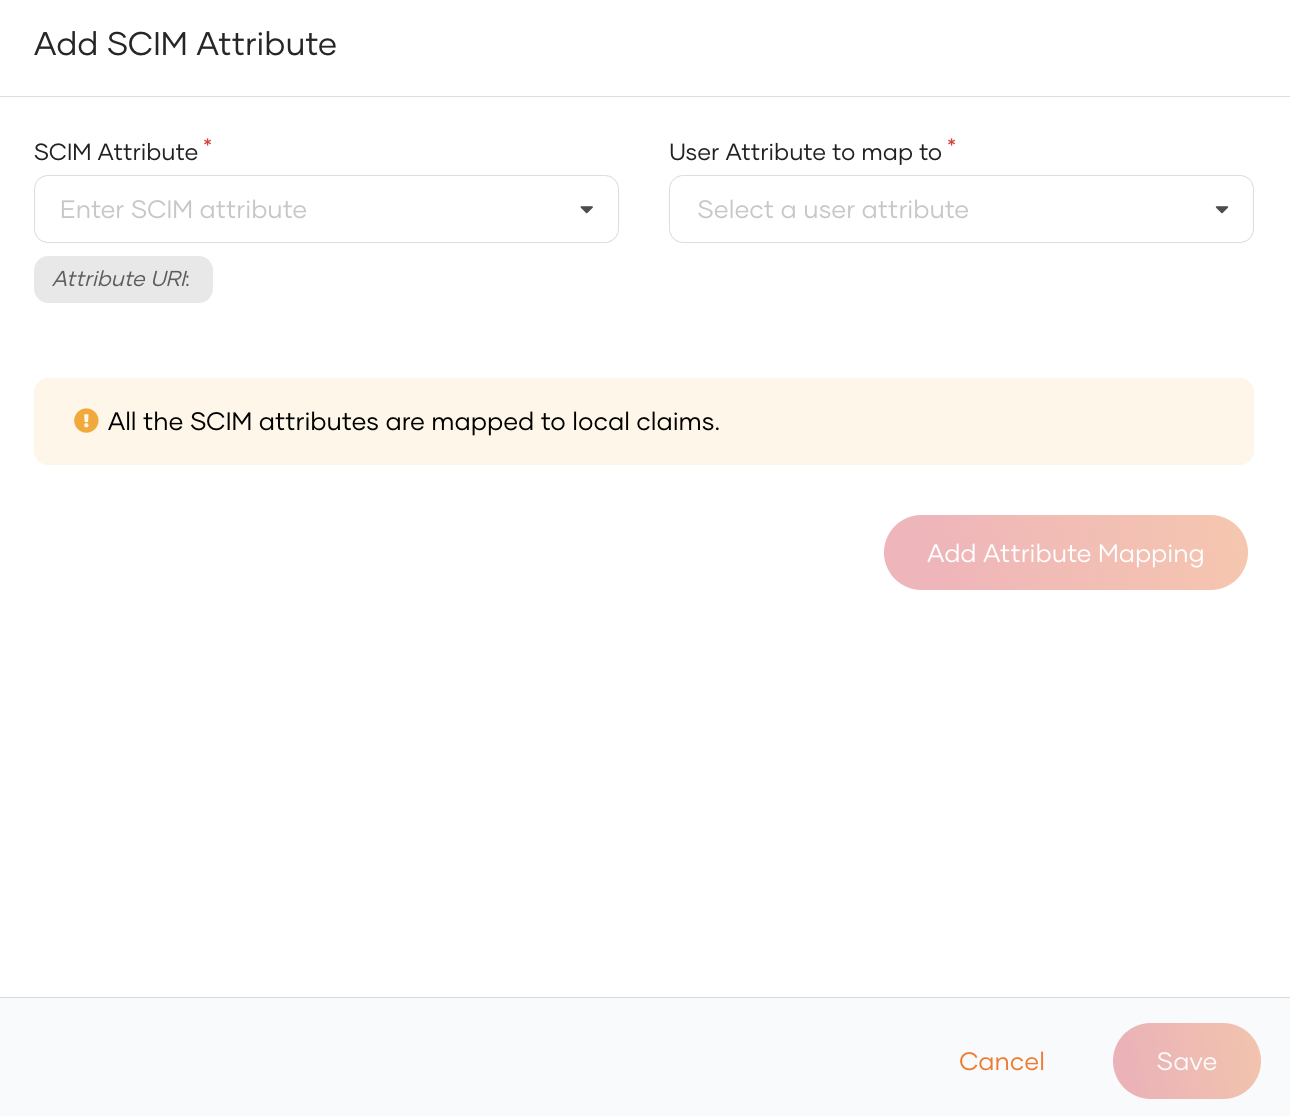 Add SCIM Attribute
SCIM Attribute *
User Attribute to map to *
Enter SCIM attribute
Select a user attribute
Attribute URI:
All the SCIM attributes are mapped to local claims.
Add Attribute Mapping
Cancel
Save